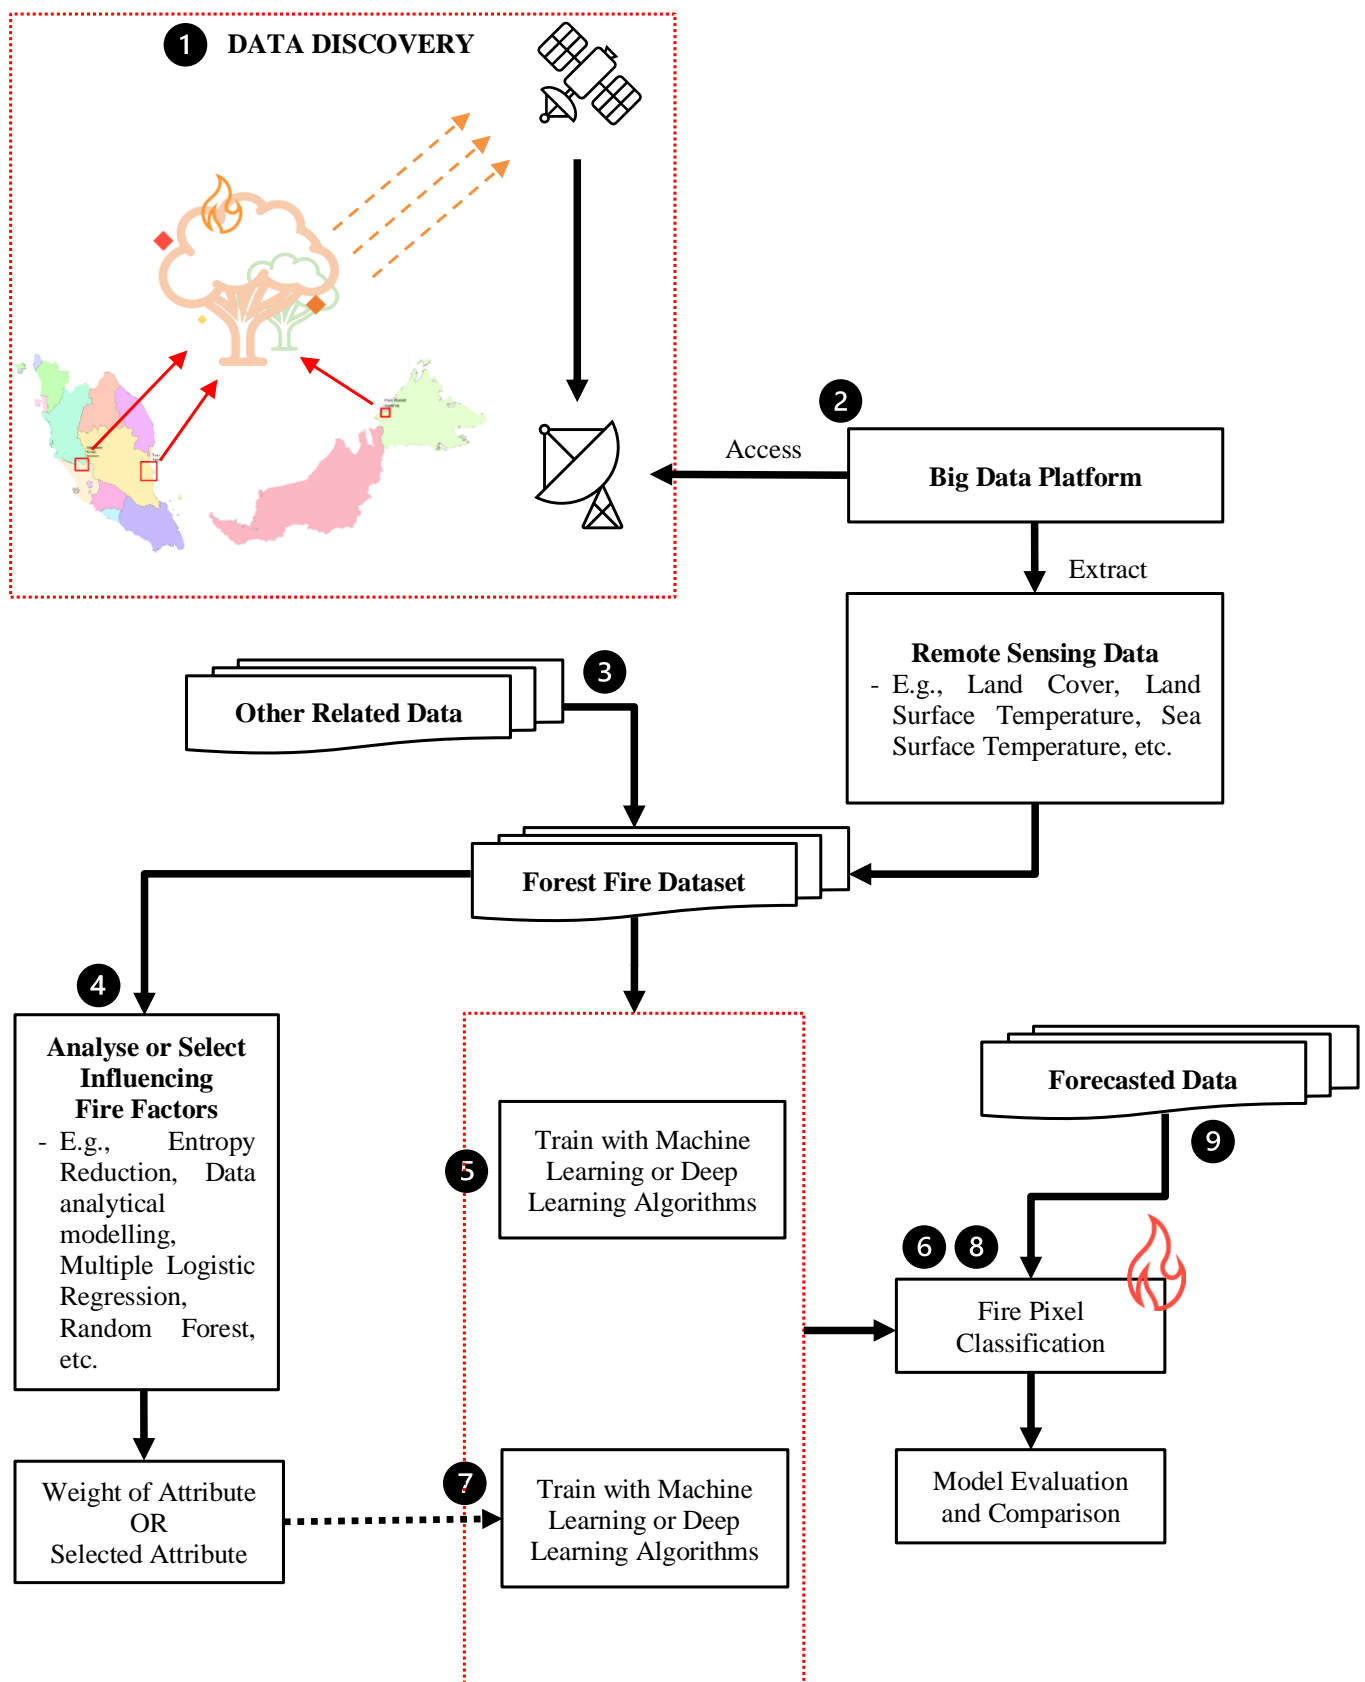 1 DATA DISCOVERY
2
Access
Big Data Platform
Extract
Remote Sensing Data
- E.g., Land Cover, Land
Surface Temperature, Sea
Surface Temperature, etc.
3
Other Related Data
Forest Fire Dataset
4
Analyse or Select
Influencing
Fire Factors
- E.g., Entropy
Reduction, Data
analytical
modelling,
Multiple Logistic
Regression,
Random Forest,
etc.
Weight of Attribute
OR
Selected Attribute
5
Train with Machine
Learning or Deep
Learning Algorithms
7
Train with Machine
Learning or Deep
Learning Algorithms
Forecasted Data
9
6 8
Fire Pixel
Classification
Model Evaluation
and Comparison